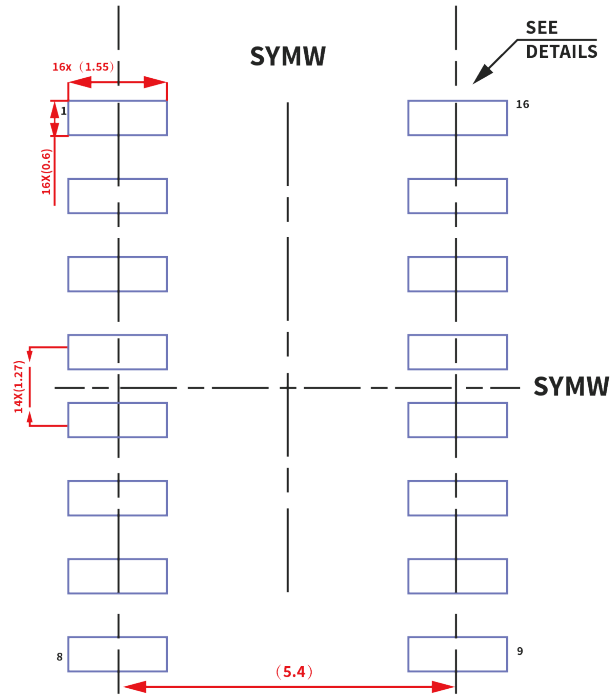 SEE
DETAILS
SYMW
16x（1.55）
1
16
16X(0.6)
14X(1.27)
SYMW
8
9
（5.4）